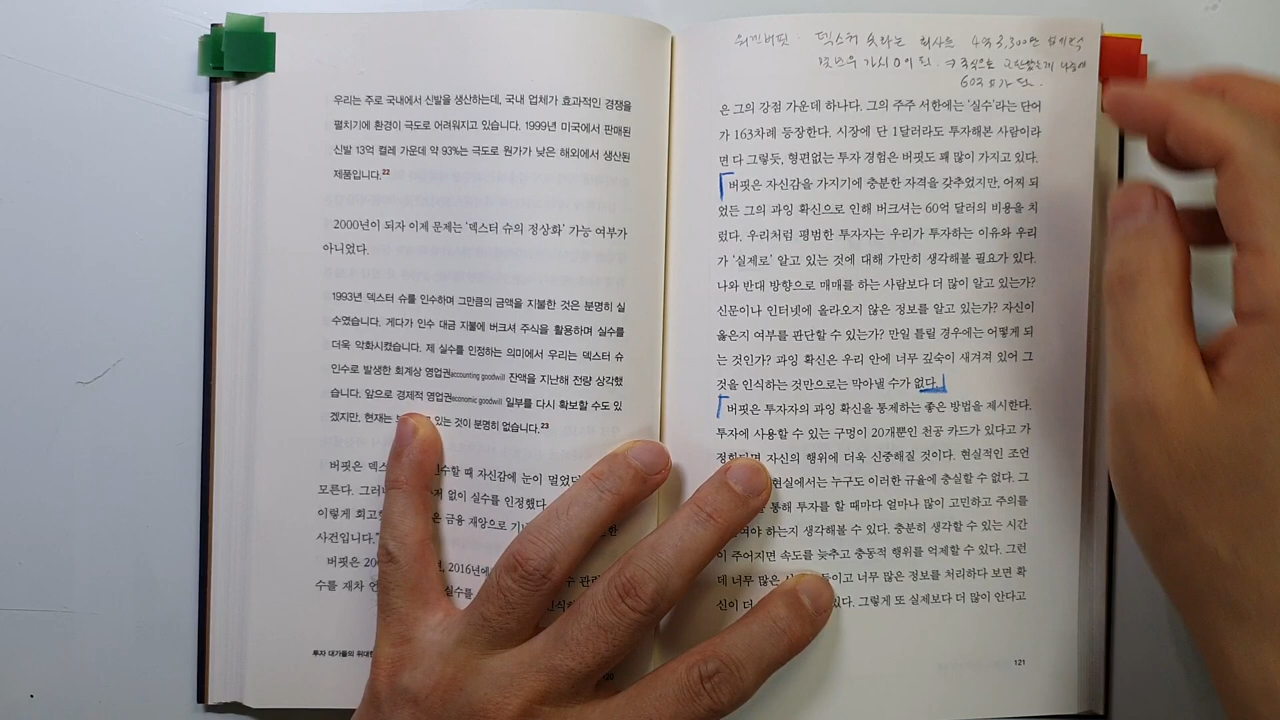 우리는 주로 국내에서 신발을 생산하는데, 국내 업체가 효과적인 경쟁을
펼치기에 환경이 극도로 어려워지고 있습니다. 1999년 미국에서 판매된
신발 13억 켤레 가운데 약 93%는 극도로 원가가 낮은 해외에서 생산된
제품입니다.22
2000년이 되자 이제 문제는 '덱스터 슈의 정상화' 가능 여부가
아니었다.
1993년 덱스터 슈를 인수하며 그만큼의 금액을 지불한 것은 분명히 실
수였습니다. 게다가 인수 대금 지불에 버크셔 주식을 활용하며 실수를
더욱 악화시켰습니다. 제 실수를 인정하는 의미에서 우리는 덱스터 슈
인수로 발생한 회계상 영업권accounting goodwill 잔액을 지난해 전량 상각했
습니다. 앞으로 경제적 영업권economic goodwill 일부를 다시 확보할 수도 있
겠지만, 현재는 있는 것이 분명히 없습니다.23
버핏은 덱스 인수할 때 자신감에 눈이 멀었
모른다. 그러 없이 실수를 인정했다.
이렇게 회고 은 금융 재앙으로 기
사건입니다."
버핏은 2016년에
수를 재차 실수를
투자 대가들의 위대한
워런버핏. 덱스터 슈라는 회사를 4억 3,300만
가치 0이 됨. → 주식으로
60억 가 됨.
은 그의 강점 가운데 하나다. 그의 주주 서한에는 '실수'라는 단어
가 163차례 등장한다. 시장에 단 1달러라도 투자해본 사람이라
면 다 그렇듯, 형편없는 투자 경험은 버핏도 꽤 많이 가지고 있다.
버핏은 자신감을 가지기에 충분한 자격을 갖추었지만, 어찌 되
었든 그의 과잉 확신으로 인해 버크셔는 60억 달러의 비용을 치
렀다. 우리처럼 평범한 투자자는 우리가 투자하는 이유와 우리
가 '실제로' 알고 있는 것에 대해 가만히 생각해볼 필요가 있다.
나와 반대 방향으로 매매를 하는 사람보다 더 많이 알고 있는가?
신문이나 인터넷에 올라오지 않은 정보를 알고 있는가? 자신이
옳은지 여부를 판단할 수 있는가? 만일 틀릴 경우에는 어떻게 되
는 것인가? 과잉 확신은 우리 안에 너무 깊숙이 새겨져 있어 그
것을 인식하는 것만으로는 막아낼 수가 없다.
버핏은 투자자의 과잉 확신을 통제하는 좋은 방법을 제시한다.
투자에 사용할 수 있는 구멍이 20개뿐인 천공 카드가 있다고 가
정한다면 자신의 행위에 더욱 신중해질 것이다. 현실적인 조언
현실에서는 누구도 이러한 규율에 충실할 수 없다. 그
통해 투자를 할 때마다 얼마나 많이 고민하고 주의를
여야 하는지 생각해볼 수 있다. 충분히 생각할 수 있는 시간
이 주어지면 속도를 늦추고 충동적 행위를 억제할 수 있다. 그런
데 너무 많은 들이고 너무 많은 정보를 처리하다 보면 확
신이 더 있다. 그렇게 또 실제보다 더 많이 안다고
121